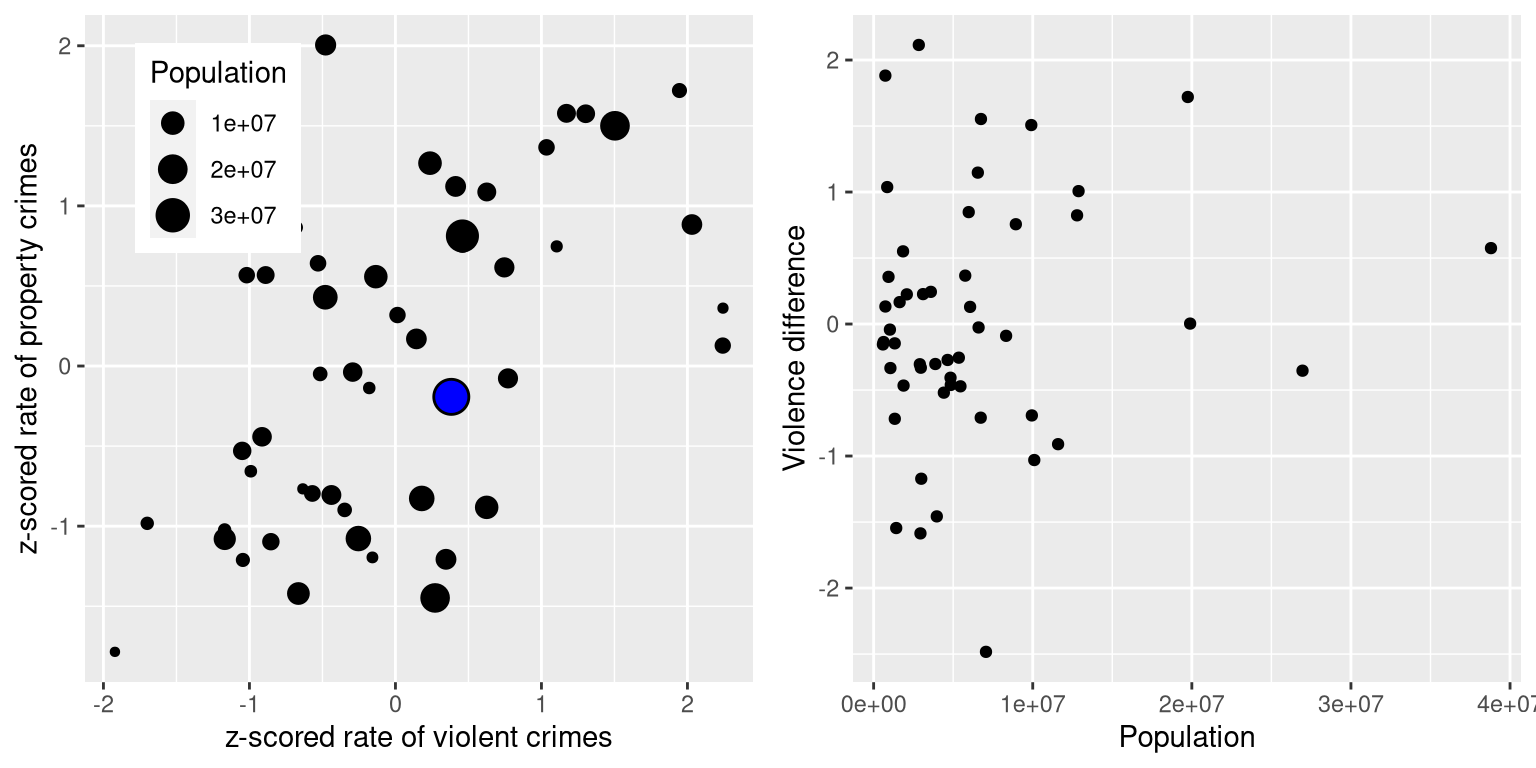 2
1
0
-1
z-scored rate of property crimes
Population
1e+07
2e+07
3e+07
-2
-1
0
1
2
z-scored rate of violent crimes
2
1
0
-1
-2
Violence difference
0e+00
1e+07
2e+07
3e+07
4e+07
Population